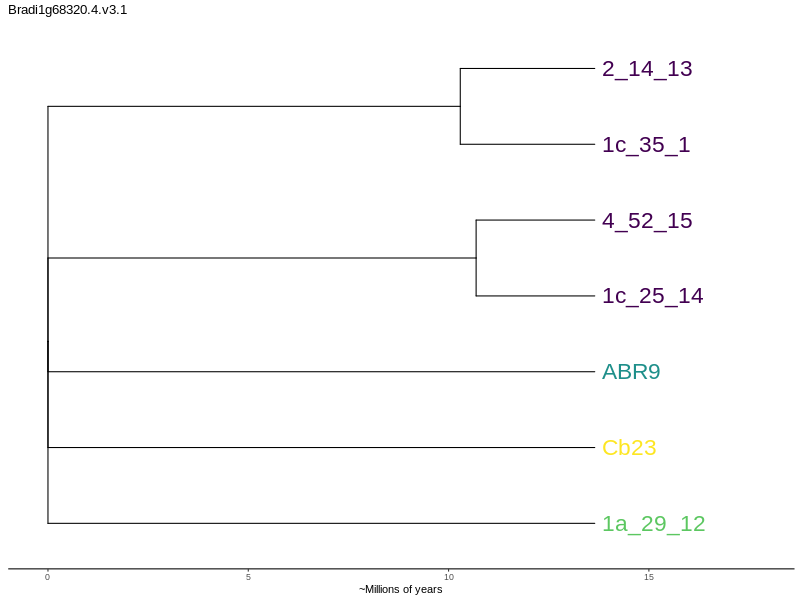 Bradi1g68320.4.v3.1
2_14_13
1c_35_1
4_52_15
1c_25_14
ABR9
Cb23
1a_29_12
0 5 10 15
~Millions of years